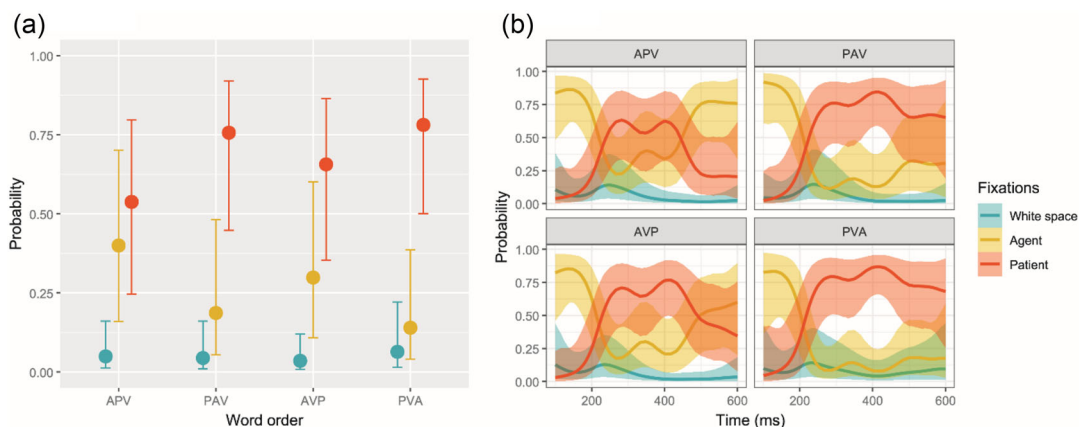 (a)
1.00
0.75
0.50
0.25
0.00
Probability
APV PAV AVP PVA
Word order
(b)
APV PAV
1.00
0.75
0.50
0.25
0.00
AVP PVA
1.00
0.75
0.50
0.25
0.00
Probability
200 400 600 200 400 600
Time (ms)
Fixations
White space
Agent
Patient